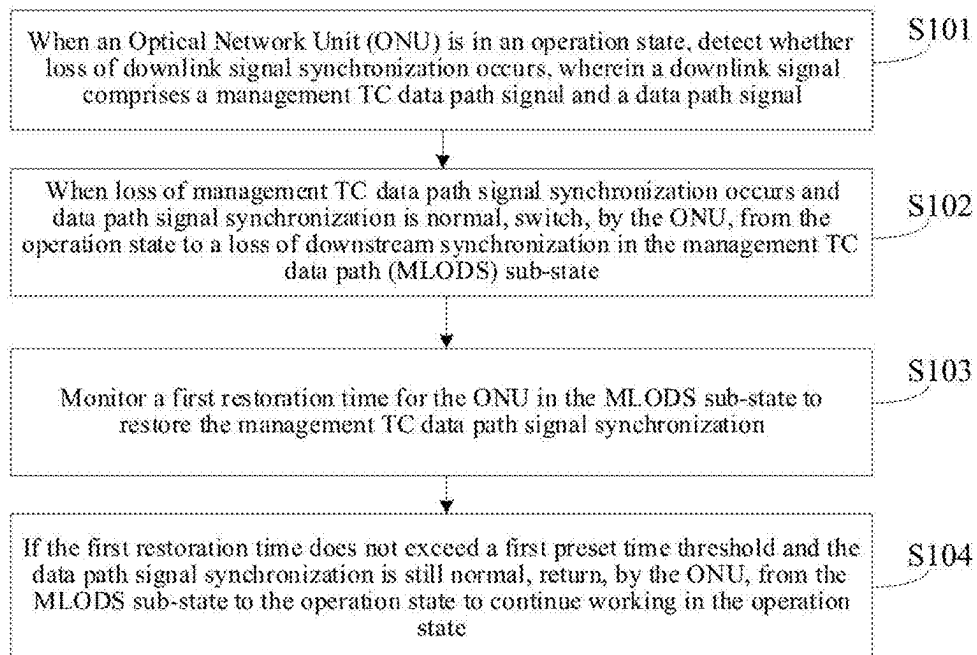 When an Optical Network Unit (ONU) is in an operation state, detect whether
loss of downlink signal synchronization occurs, wherein a downlink signal
comprises a management TC data path signal and a data path signal
S101
When loss of management TC data path signal synchronization occurs and
data path signal synchronization is normal, switch, by the ONU, from the
operation state to a loss of downstream synchronization in the management TC
data path (MLODS) sub-state
S102
Monitor a first restoration time for the ONU in the MLODS sub-state to
restore the management TC data path signal synchronization
S103
If the first restoration time does not exceed a first preset time threshold and the
data path signal synchronization is still normal, return, by the ONU, from the
MLODS sub-state to the operation state to continue working in the operation
state
S104